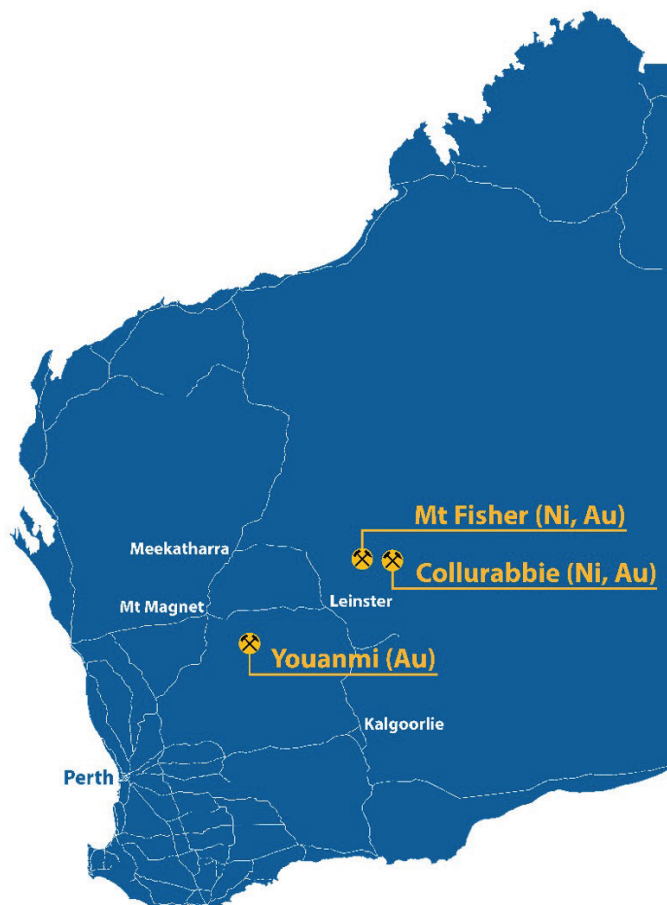 Mt Fisher (Ni, Au)
Meekatharra
Collurabbie (Ni, Au)
Leinster
Mt Magnet
Youanmi (Au)
Kalgoorlie
Perth